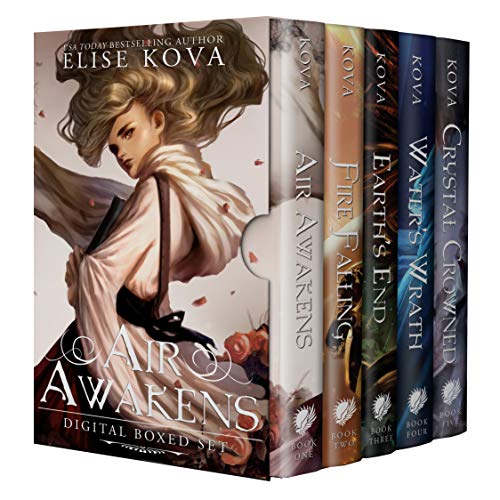 USA TODAY BESTSELLING AUTHOR
ELISE KOVA
AIR
AWAKENS
DIGITAL BOXED SET
KOVA
AIR AWAKENS
BOOK
ONE
KOVA
FIRE FALLING
BOOK
TWO
KOVA
EARTH'S END
BOOK
THREE
KOVA
WATER'S WRATH
BOOK
FOUR
KOVA
CRYSTAL CROWNED
BOOK
FIVE